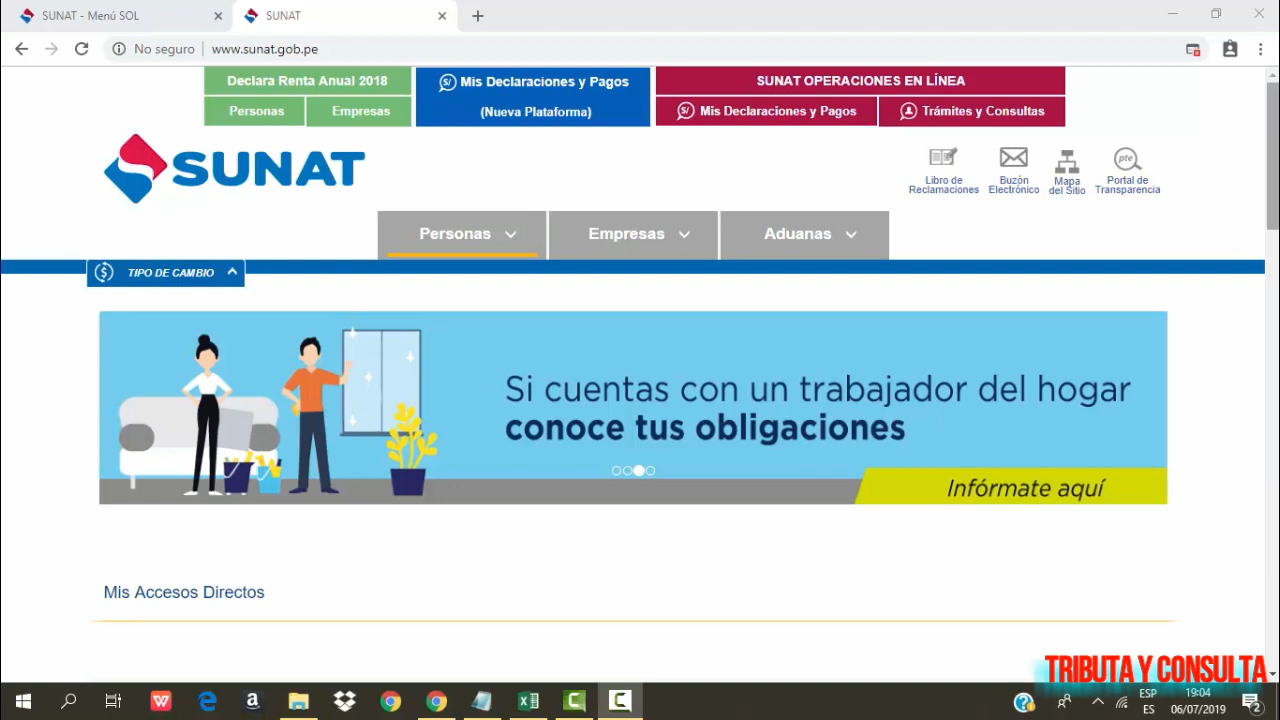 SUNAT - Menú SOL
SUNAT
No seguro
www.sunat.gob.pe
Declara Renta Anual 2018
Personas
Empresas
Mis Declaraciones y Pagos
(Nueva Plataforma)
SUNAT OPERACIONES EN LÍNEA
Mis Declaraciones y Pagos
Trámites y Consultas
SUNAT
Libro de
Reclamaciones
Buzón
Electrónico
Mapa
del Sitio
pte
Portal de
Transparencia
Personas
Empresas
Aduanas
TIPO DE CAMBIO
Si cuentas con un trabajador del hogar
conoce tus obligaciones
Infórmate aquí
Mis Accesos Directos
TRIBUTA Y CONSULTA
ESP
ES
19:04
06/07/2019
2